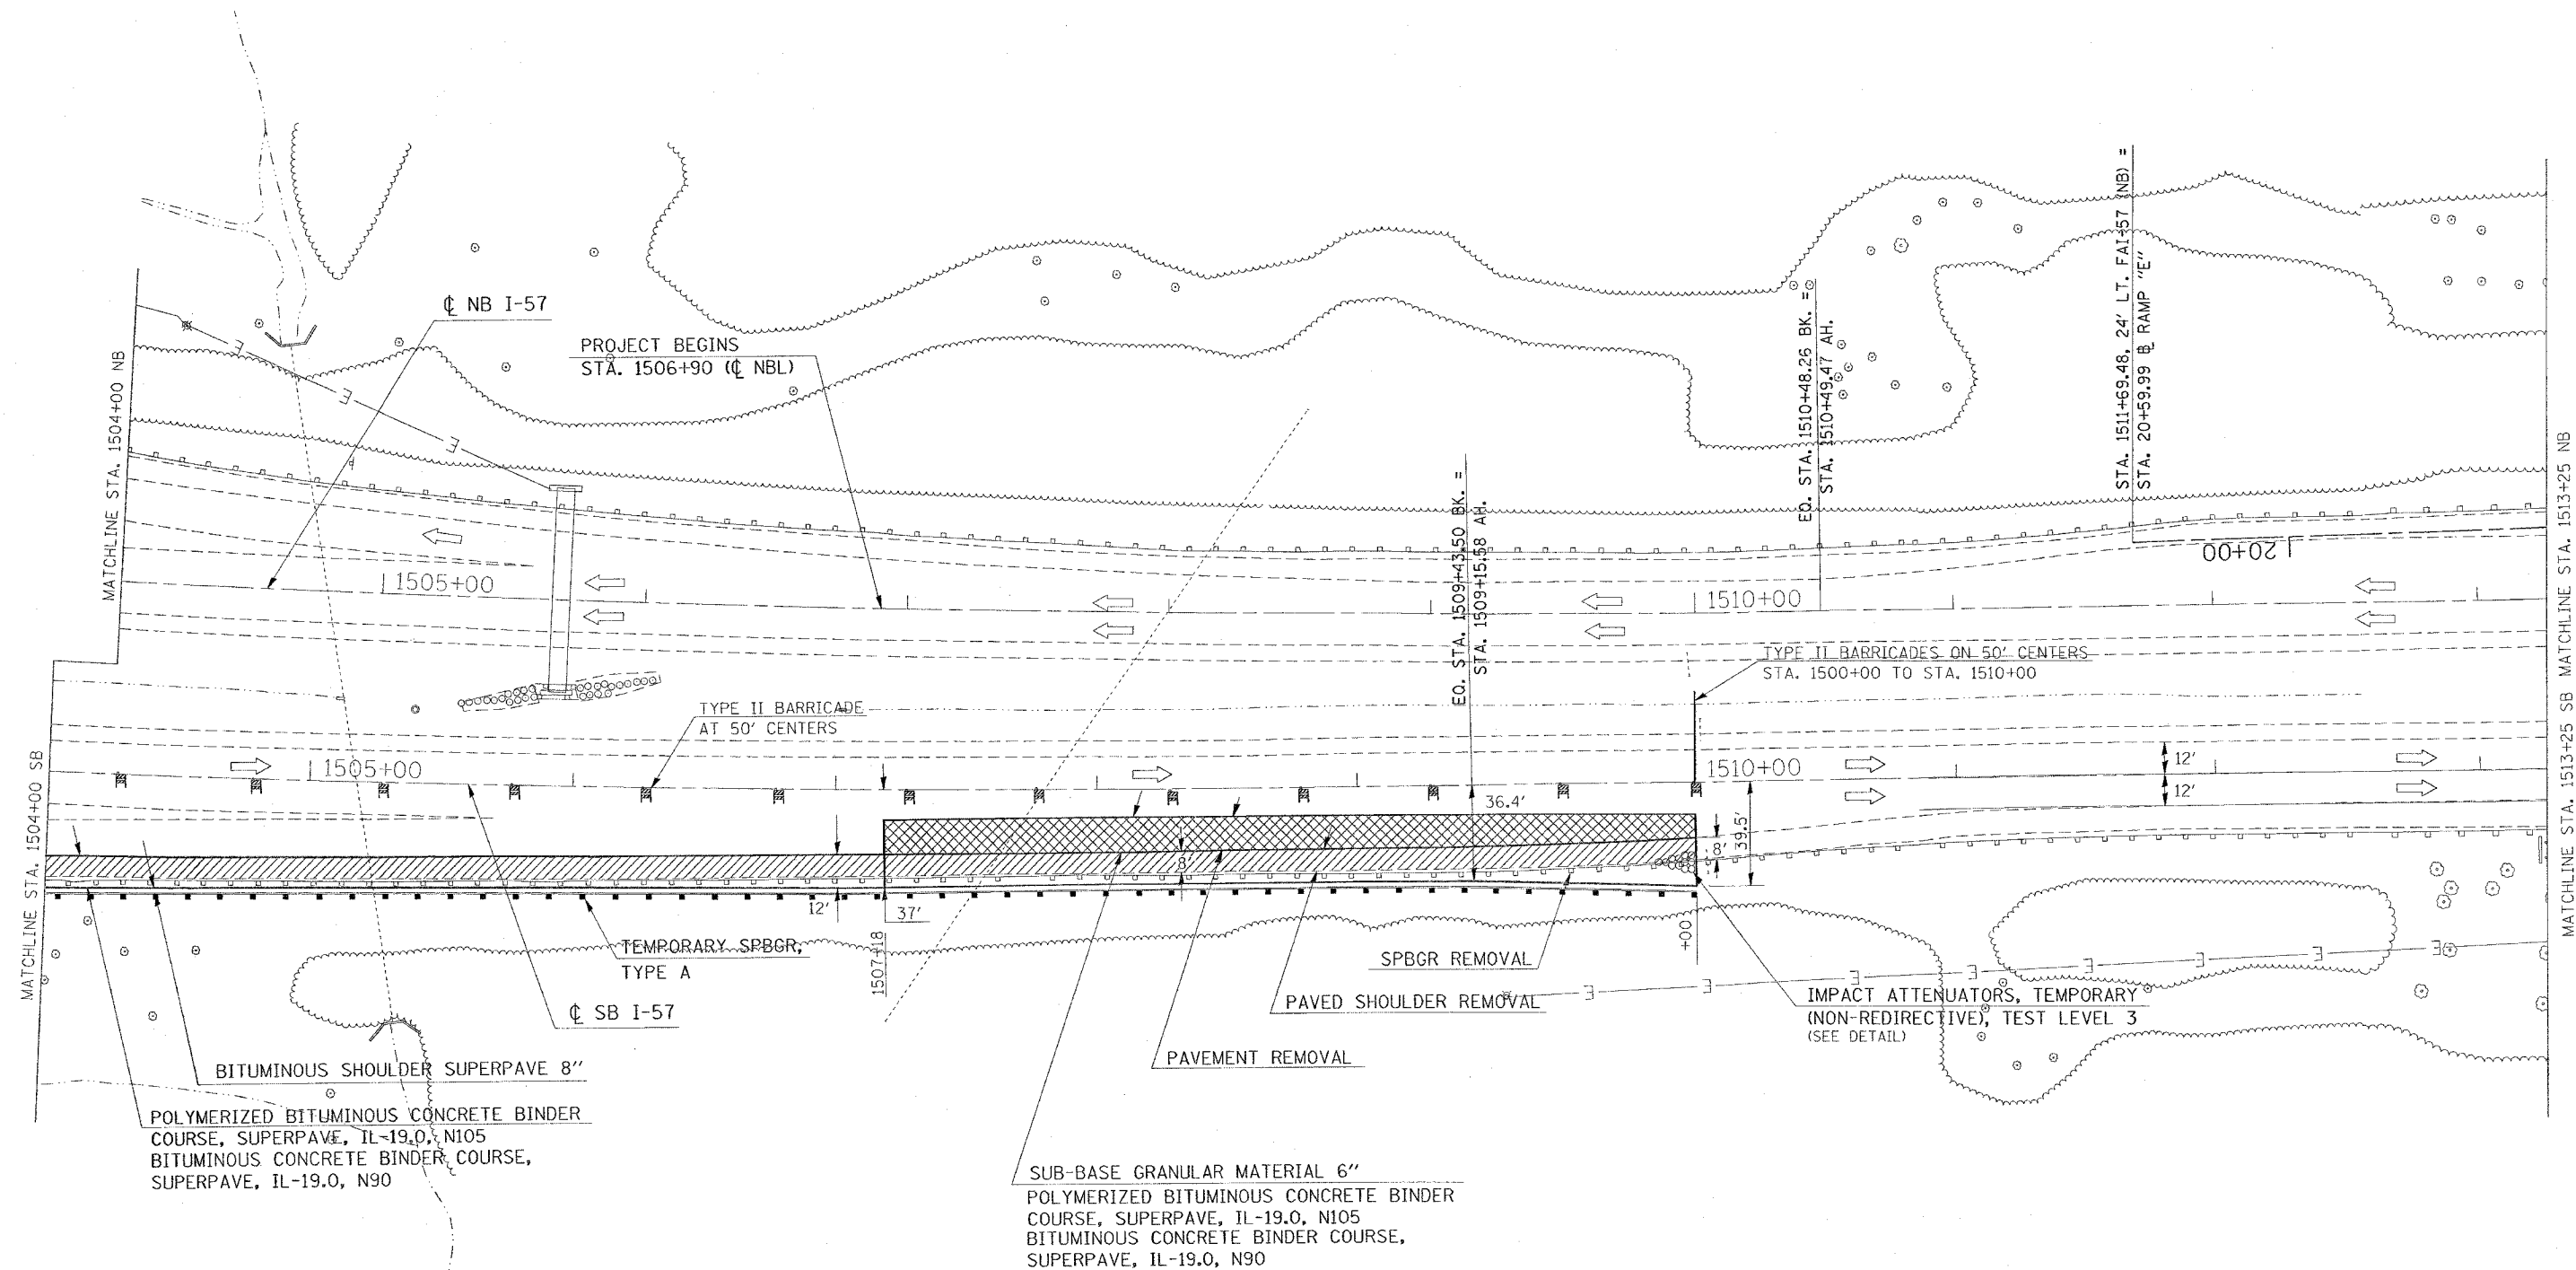 ℄ NB I-57
PROJECT BEGINS
STA. 1506+90 (℄ NBL)
MATCHLINE STA. 1504+00 NB
EQ. STA. 1510+48.26 BK. =
STA. 1510+49.47 AH.
STA. 1511+69.48, 24' LT. FAI-57 (NB) =
STA. 20+59.99 ℄ RAMP "E"
EQ. STA. 1509+43.50 BK. =
STA. 1509+15.58 AH.
MATCHLINE STA. 1513+25 NB
20+00
1505+00
1510+00
TYPE II BARRICADES ON 50' CENTERS
STA. 1500+00 TO STA. 1510+00
TYPE II BARRICADE
AT 50' CENTERS
1505+00
1510+00
12'
12'
MATCHLINE STA. 1504+00 SB
MATCHLINE STA. 1513+25 SB
36.4'
39.5'
8'
8'
12'
37'
1507+18
+00
TEMPORARY SPBGR,
TYPE A
SPBGR REMOVAL
PAVED SHOULDER REMOVAL
IMPACT ATTENUATORS, TEMPORARY
(NON-REDIRECTIVE), TEST LEVEL 3
(SEE DETAIL)
℄ SB I-57
PAVEMENT REMOVAL
BITUMINOUS SHOULDER SUPERPAVE 8"
POLYMERIZED BITUMINOUS CONCRETE BINDER
COURSE, SUPERPAVE, IL-19.0, N105
BITUMINOUS CONCRETE BINDER COURSE,
SUPERPAVE, IL-19.0, N90
SUB-BASE GRANULAR MATERIAL 6"
POLYMERIZED BITUMINOUS CONCRETE BINDER
COURSE, SUPERPAVE, IL-19.0, N105
BITUMINOUS CONCRETE BINDER COURSE,
SUPERPAVE, IL-19.0, N90